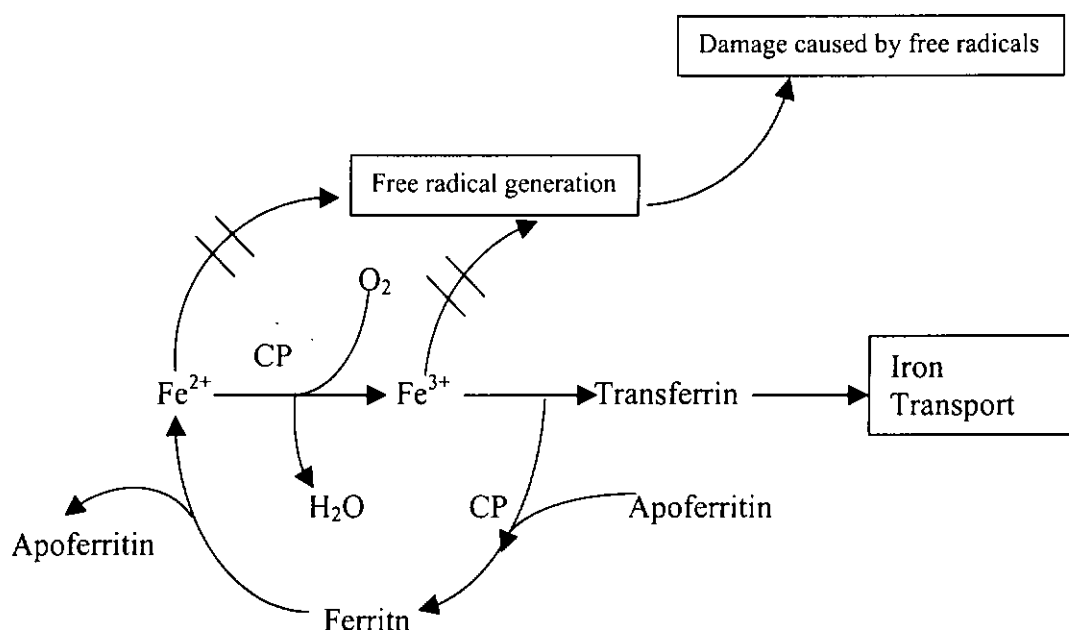 Damage caused by free radicals
Free radical generation
O₂
CP
Fe²⁺
Fe³⁺
Transferrin
Iron
Transport
H₂O
CP
Apoferritin
Apoferritin
Ferritn